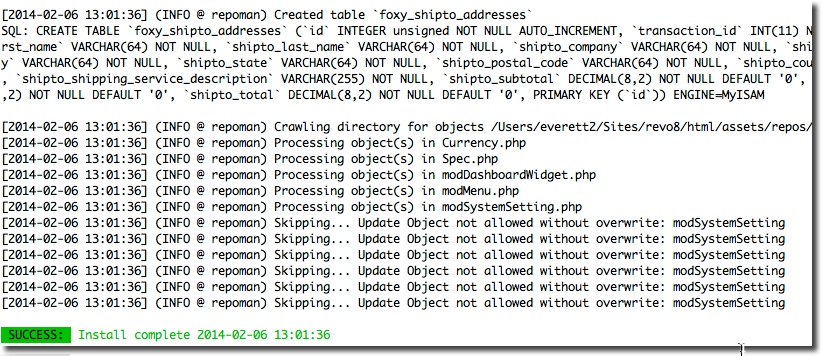 [2014-02-06 13:01:36] (INFO @ repoman) Created table `foxy_shipto_addresses`
SQL: CREATE TABLE `foxy_shipto_addresses` (`id` INTEGER unsigned NOT NULL AUTO_INCREMENT, `transaction_id` INT(11) N
rst_name` VARCHAR(64) NOT NULL, `shipto_last_name` VARCHAR(64) NOT NULL, `shipto_company` VARCHAR(64) NOT NULL, `shi
y` VARCHAR(64) NOT NULL, `shipto_state` VARCHAR(64) NOT NULL, `shipto_postal_code` VARCHAR(64) NOT NULL, `shipto_cou
, `shipto_shipping_service_description` VARCHAR(255) NOT NULL, `shipto_subtotal` DECIMAL(8,2) NOT NULL DEFAULT '0',
,2) NOT NULL DEFAULT '0', `shipto_total` DECIMAL(8,2) NOT NULL DEFAULT '0', PRIMARY KEY (`id`)) ENGINE=MyISAM
[2014-02-06 13:01:36] (INFO @ repoman) Crawling directory for objects /Users/everett2/Sites/revo8/html/assets/repos/
[2014-02-06 13:01:36] (INFO @ repoman) Processing object(s) in Currency.php
[2014-02-06 13:01:36] (INFO @ repoman) Processing object(s) in Spec.php
[2014-02-06 13:01:36] (INFO @ repoman) Processing object(s) in modDashboardWidget.php
[2014-02-06 13:01:36] (INFO @ repoman) Processing object(s) in modMenu.php
[2014-02-06 13:01:36] (INFO @ repoman) Processing object(s) in modSystemSetting.php
[2014-02-06 13:01:36] (INFO @ repoman) Skipping... Update Object not allowed without overwrite: modSystemSetting
[2014-02-06 13:01:36] (INFO @ repoman) Skipping... Update Object not allowed without overwrite: modSystemSetting
[2014-02-06 13:01:36] (INFO @ repoman) Skipping... Update Object not allowed without overwrite: modSystemSetting
[2014-02-06 13:01:36] (INFO @ repoman) Skipping... Update Object not allowed without overwrite: modSystemSetting
[2014-02-06 13:01:36] (INFO @ repoman) Skipping... Update Object not allowed without overwrite: modSystemSetting
[2014-02-06 13:01:36] (INFO @ repoman) Skipping... Update Object not allowed without overwrite: modSystemSetting
SUCCESS: Install complete 2014-02-06 13:01:36